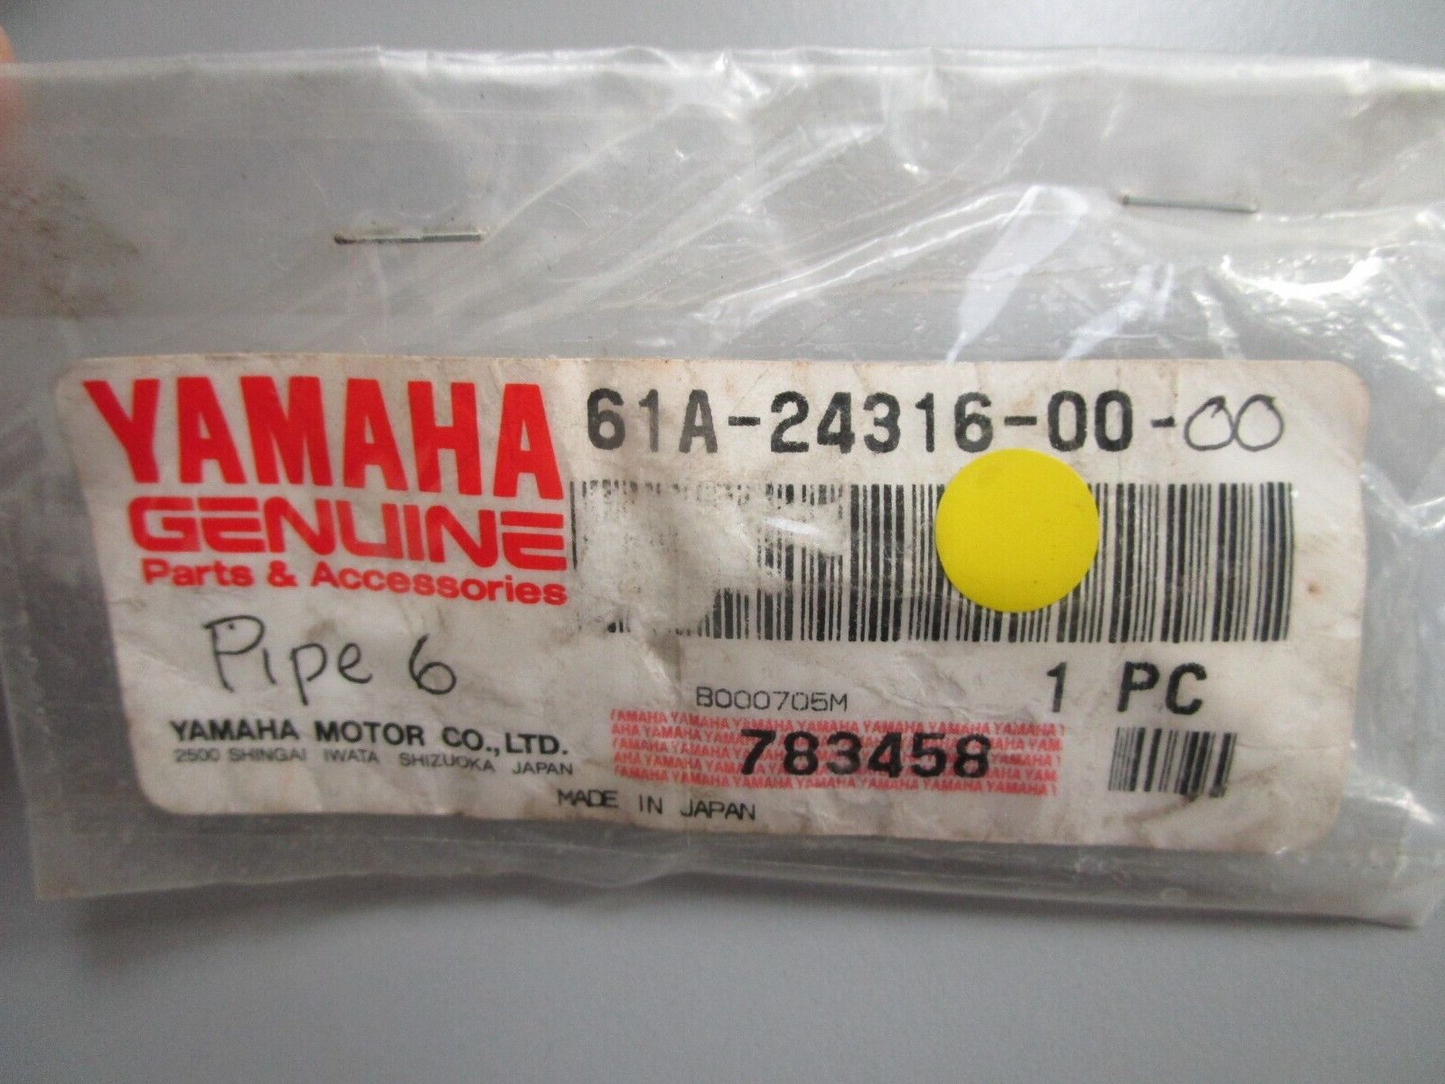 YAMAHA
GENUINE
Parts & Accessories
61A-24316-00-00
Pipe 6
1 PC
B000705M
783458
YAMAHA MOTOR CO.,LTD.
2500 SHINGAI IWATA SHIZUOKA JAPAN
MADE IN JAPAN